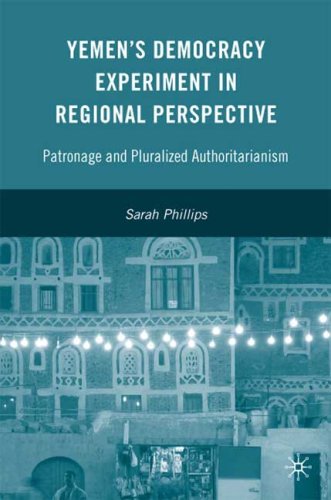 YEMEN'S DEMOCRACY
EXPERIMENT IN
REGIONAL PERSPECTIVE
Patronage and Pluralized Authoritarianism
Sarah Phillips